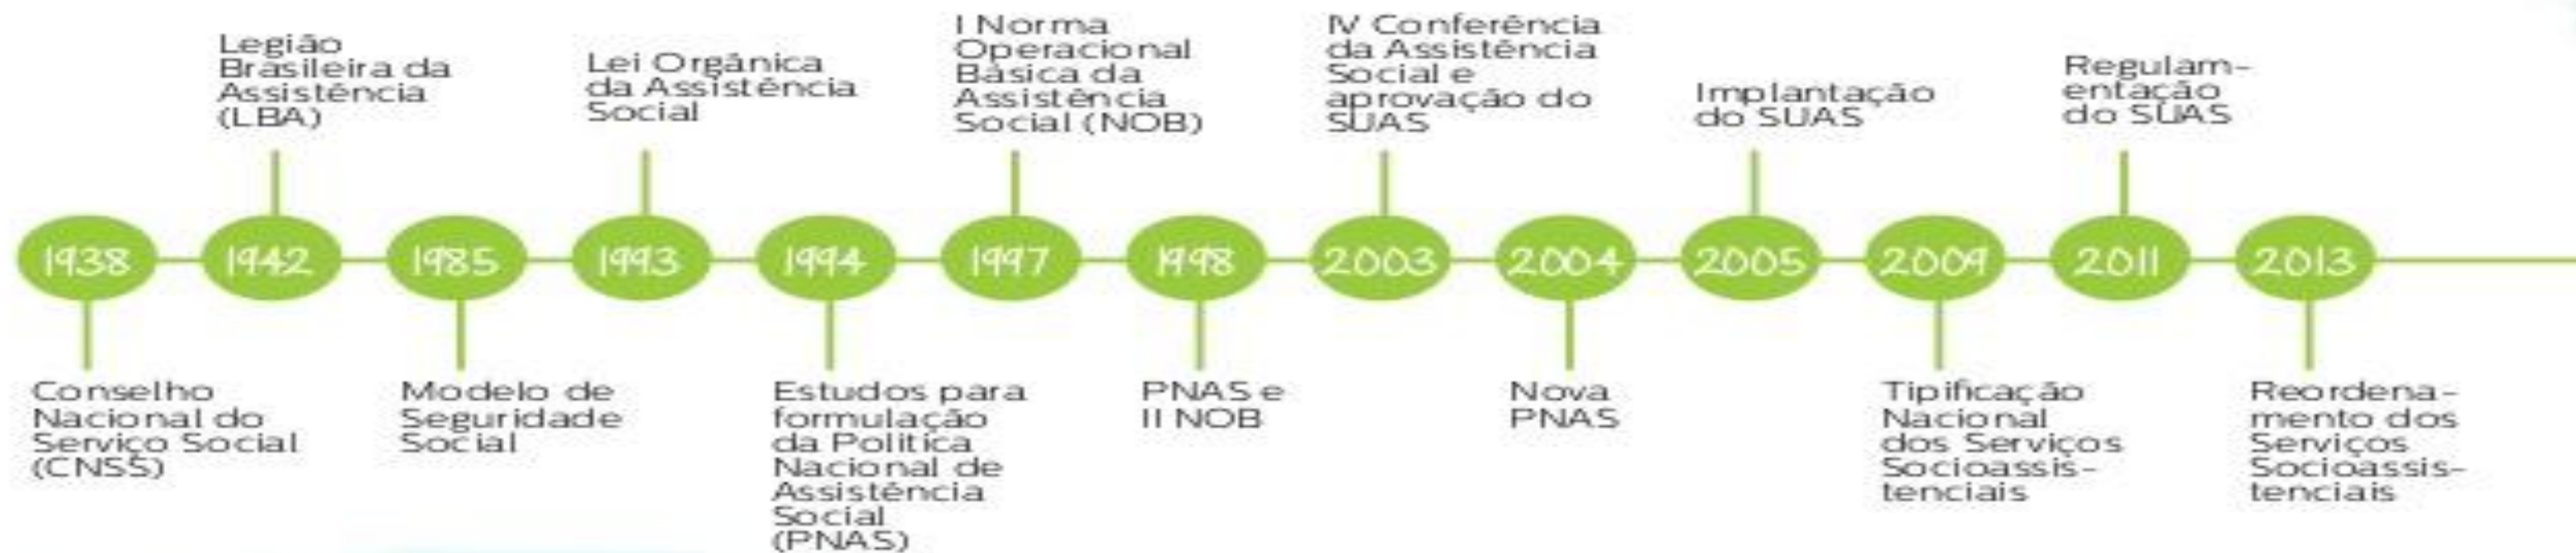 Legião
Brasileira da
Assistência
(LBA)
Lei Orgânica
da Assistência
Social
I Norma
Operacional
Básica da
Assistência
Social (NOB)
IV Conferência
da Assistência
Social e
aprovação do
SUAS
Implantação
do SUAS
Regulam-
entação
do SUAS
1938
1942
1985
1993
1994
1997
1998
2003
2004
2005
2009
2011
2013
Conselho
Nacional do
Serviço Social
(CNSS)
Modelo de
Seguridade
Social
Estudos para
formulação
da Politíca
Nacional de
Assistência
Social
(PNAS)
PNAS e
II NOB
Nova
PNAS
Tipificação
Nacional
dos Serviços
Socioassis-
tenciais
Reordena-
mento dos
Serviços
Socioassis-
tenciais